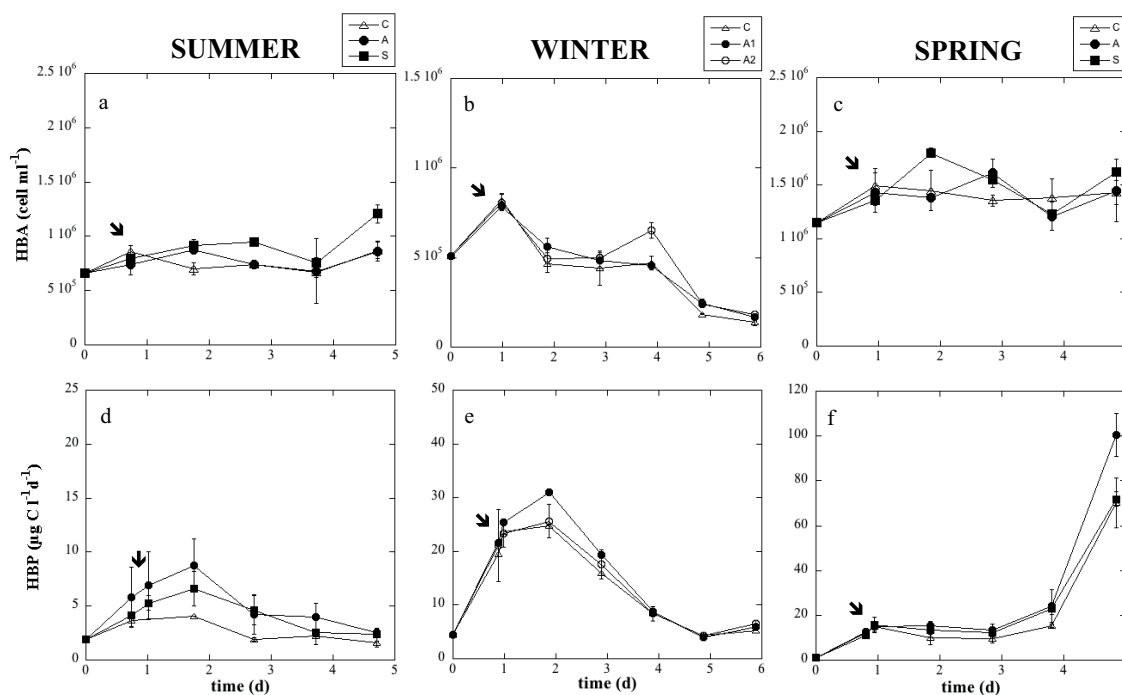 C
A
S
SUMMER
C
A1
A2
WINTER
C
A
S
SPRING
HBA (cell ml⁻¹)
a
2.5 10⁶
2 10⁶
1.5 10⁶
1 10⁶
5 10⁵
0
0 1 2 3 4 5
b
1.5 10⁶
1 10⁶
5 10⁵
0
0 1 2 3 4 5 6
c
2.5 10⁶
2 10⁶
1.5 10⁶
1 10⁶
5 10⁵
0
0 1 2 3 4
HBP (µg C l⁻¹d⁻¹)
d
25
20
15
10
5
0
0 1 2 3 4 5
time (d)
e
50
40
30
20
10
0
0 1 2 3 4 5 6
time (d)
f
120
100
80
60
40
20
0
0 1 2 3 4
time (d)